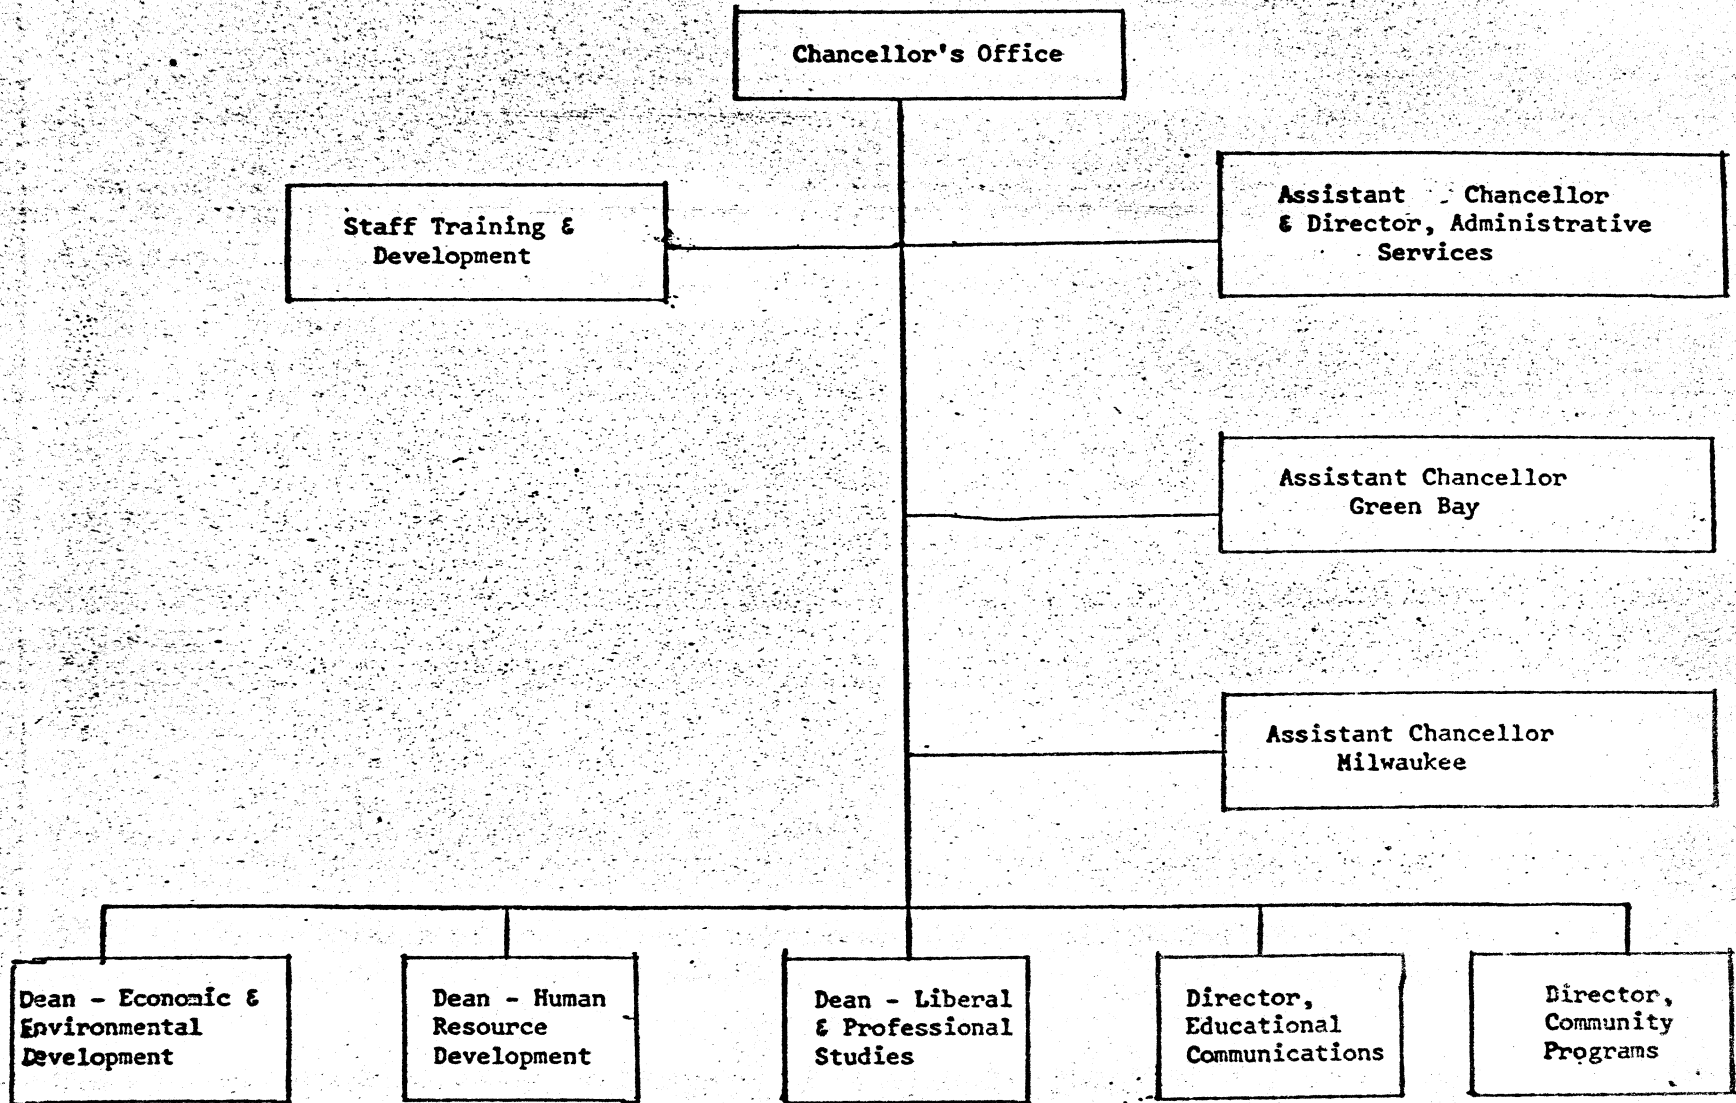 Chancellor's Office
Staff Training &
Development
Assistant Chancellor
& Director, Administrative
Services
Assistant Chancellor
Green Bay
Assistant Chancellor
Milwaukee
Dean - Economic &
Environmental
Development
Dean - Human
Resource
Development
Dean - Liberal
& Professional
Studies
Director,
Educational
Communications
Director,
Community
Programs